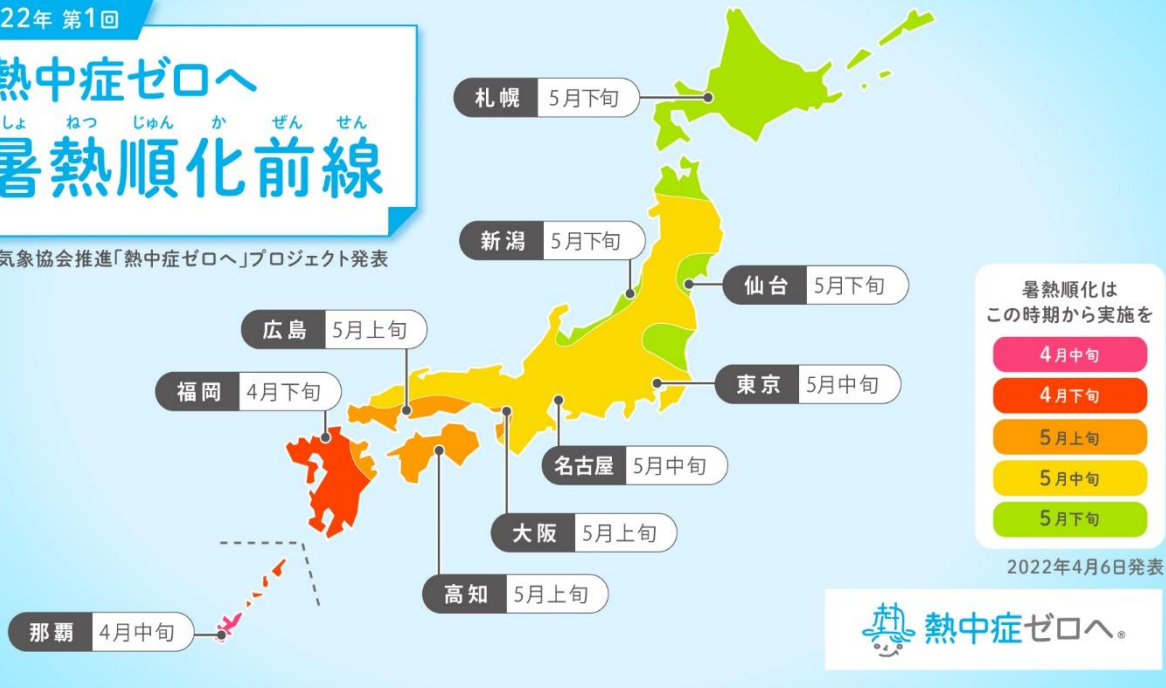 22年 第1回
熱中症ゼロへ
しょ ねつ じゅん か ぜん せん
暑熱順化前線
気象協会推進「熱中症ゼロへ」プロジェクト発表
札幌 5月下旬
新潟 5月下旬
仙台 5月下旬
広島 5月上旬
福岡 4月下旬
東京 5月中旬
名古屋 5月中旬
大阪 5月上旬
高知 5月上旬
那覇 4月中旬
暑熱順化は
この時期から実施を
4月中旬
4月下旬
5月上旬
5月中旬
5月下旬
2022年4月6日発表
熱中症ゼロへ®